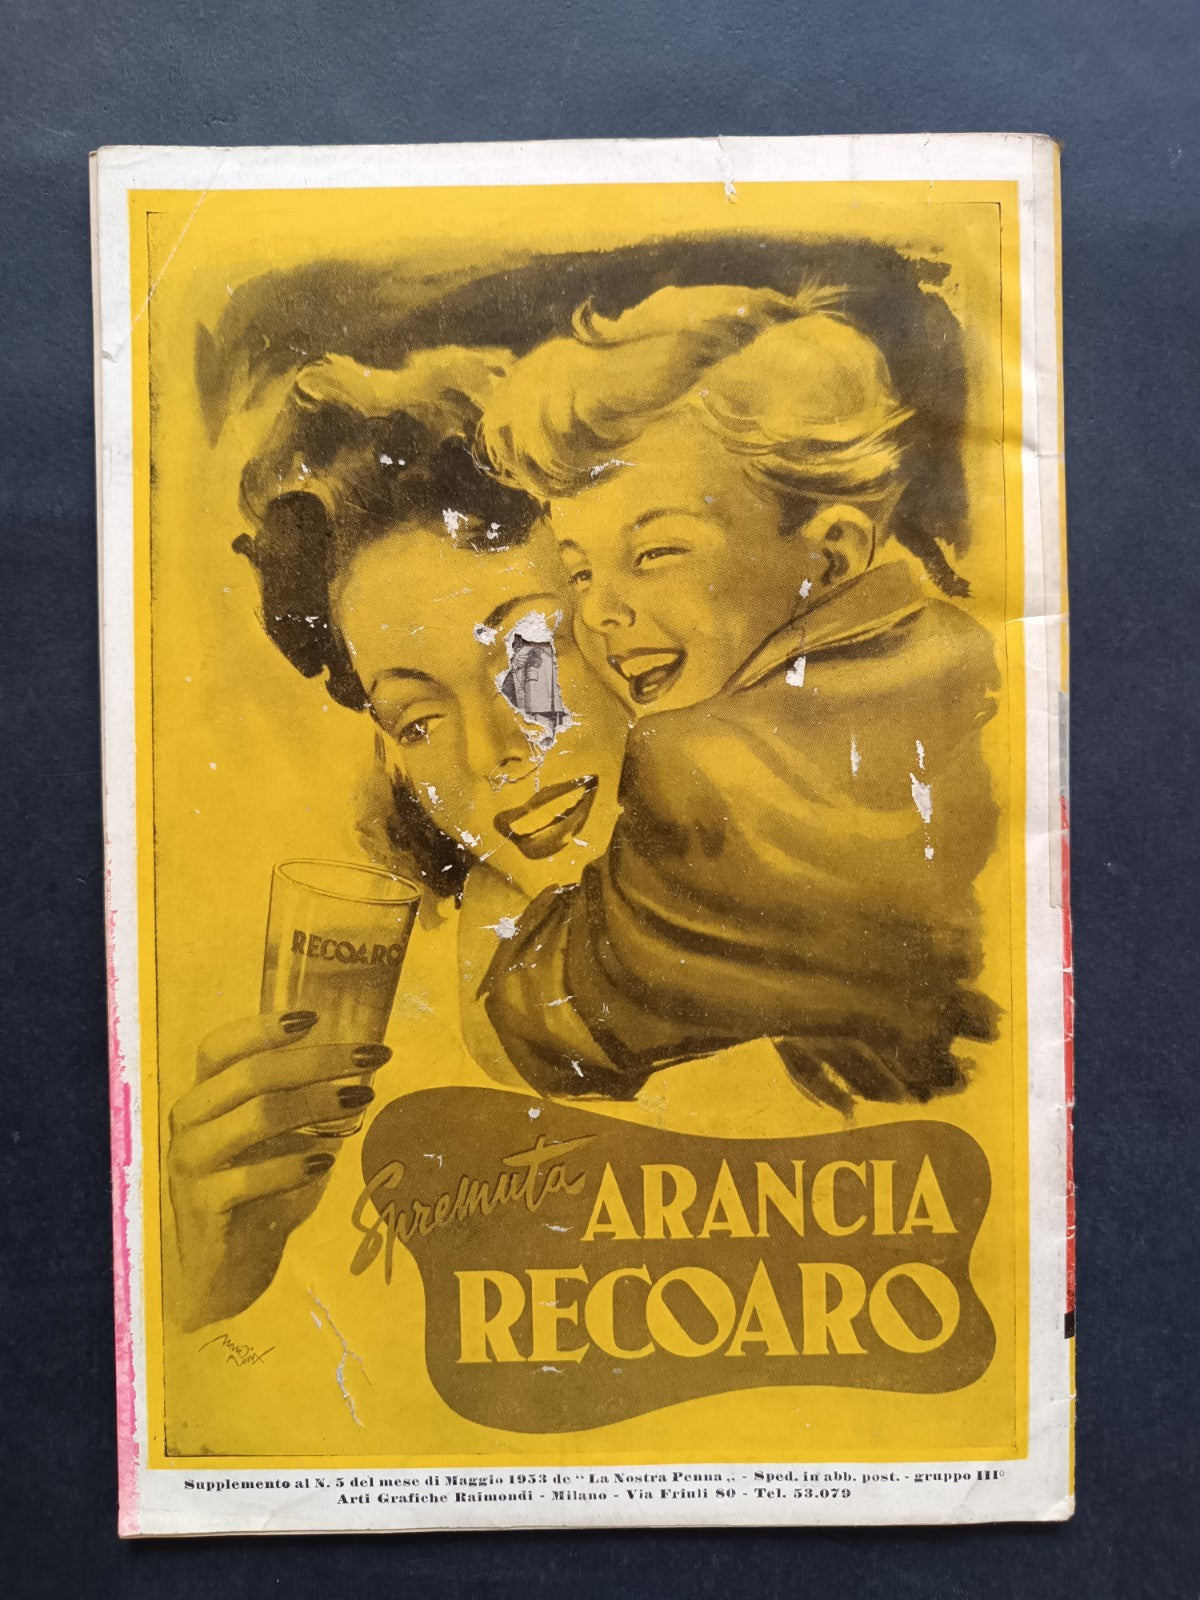 RECOARO
Spremuta ARANCIA
RECOARO
Supplemento al N. 5 del mese di Maggio 1953 de “ La Nostra Penna „ - Sped. in abb. post. - gruppo III°
Arti Grafiche Raimondi - Milano - Via Friuli 80 - Tel. 53.079